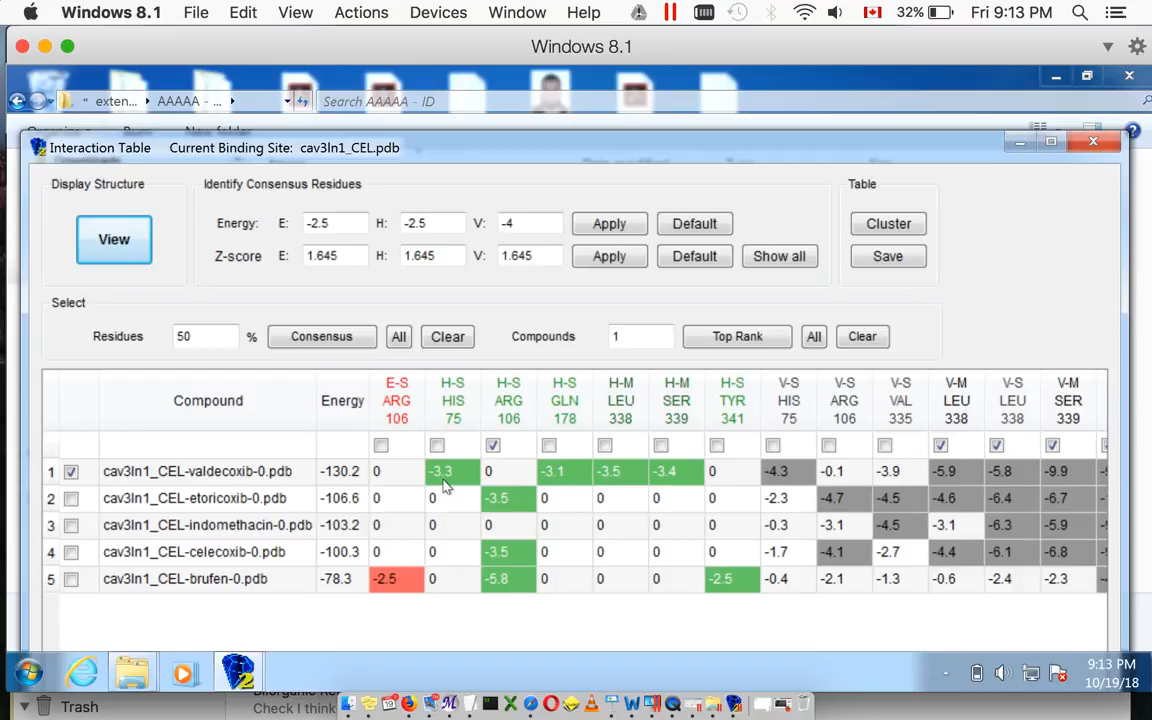 Windows 8.1 File Edit View Actions Devices Window Help 32% Fri 9:13 PM
Windows 8.1
exten... AAAAA - ... Search AAAAA - ID
Interaction Table Current Binding Site: cav3ln1_CEL.pdb
Display Structure Identify Consensus Residues Table
View Energy: E: -2.5 H: -2.5 V: -4 Apply Default Cluster
Z-score E: 1.645 H: 1.645 V: 1.645 Apply Default Show all Save
Select
Residues 50 % Consensus All Clear Compounds 1 Top Rank All Clear
E-S H-S H-S H-S H-M H-M H-S V-S V-S V-S V-M V-S V-M
Compound Energy ARG HIS ARG GLN LEU SER TYR HIS ARG VAL LEU LEU SER
106 75 106 178 338 339 341 75 106 335 338 338 339
1 cav3ln1_CEL-valdecoxib-0.pdb -130.2 0 -3.3 0 -3.1 -3.5 -3.4 0 -4.3 -0.1 -3.9 -5.9 -5.8 -9.9
2 cav3ln1_CEL-etoricoxib-0.pdb -106.6 0 0 -3.5 0 0 0 0 -2.3 -4.7 -4.5 -4.6 -6.4 -6.7
3 cav3ln1_CEL-indomethacin-0.pdb -103.2 0 0 0 0 0 0 0 -0.3 -3.1 -4.5 -3.1 -6.3 -5.9
4 cav3ln1_CEL-celecoxib-0.pdb -100.3 0 0 -3.5 0 0 0 0 -1.7 -4.1 -2.7 -4.4 -6.1 -6.8
5 cav3ln1_CEL-brufen-0.pdb -78.3 -2.5 0 -5.8 0 0 0 -2.5 -0.4 -2.1 -1.3 -0.6 -2.4 -2.3
9:13 PM
10/19/18
Trash Check I think